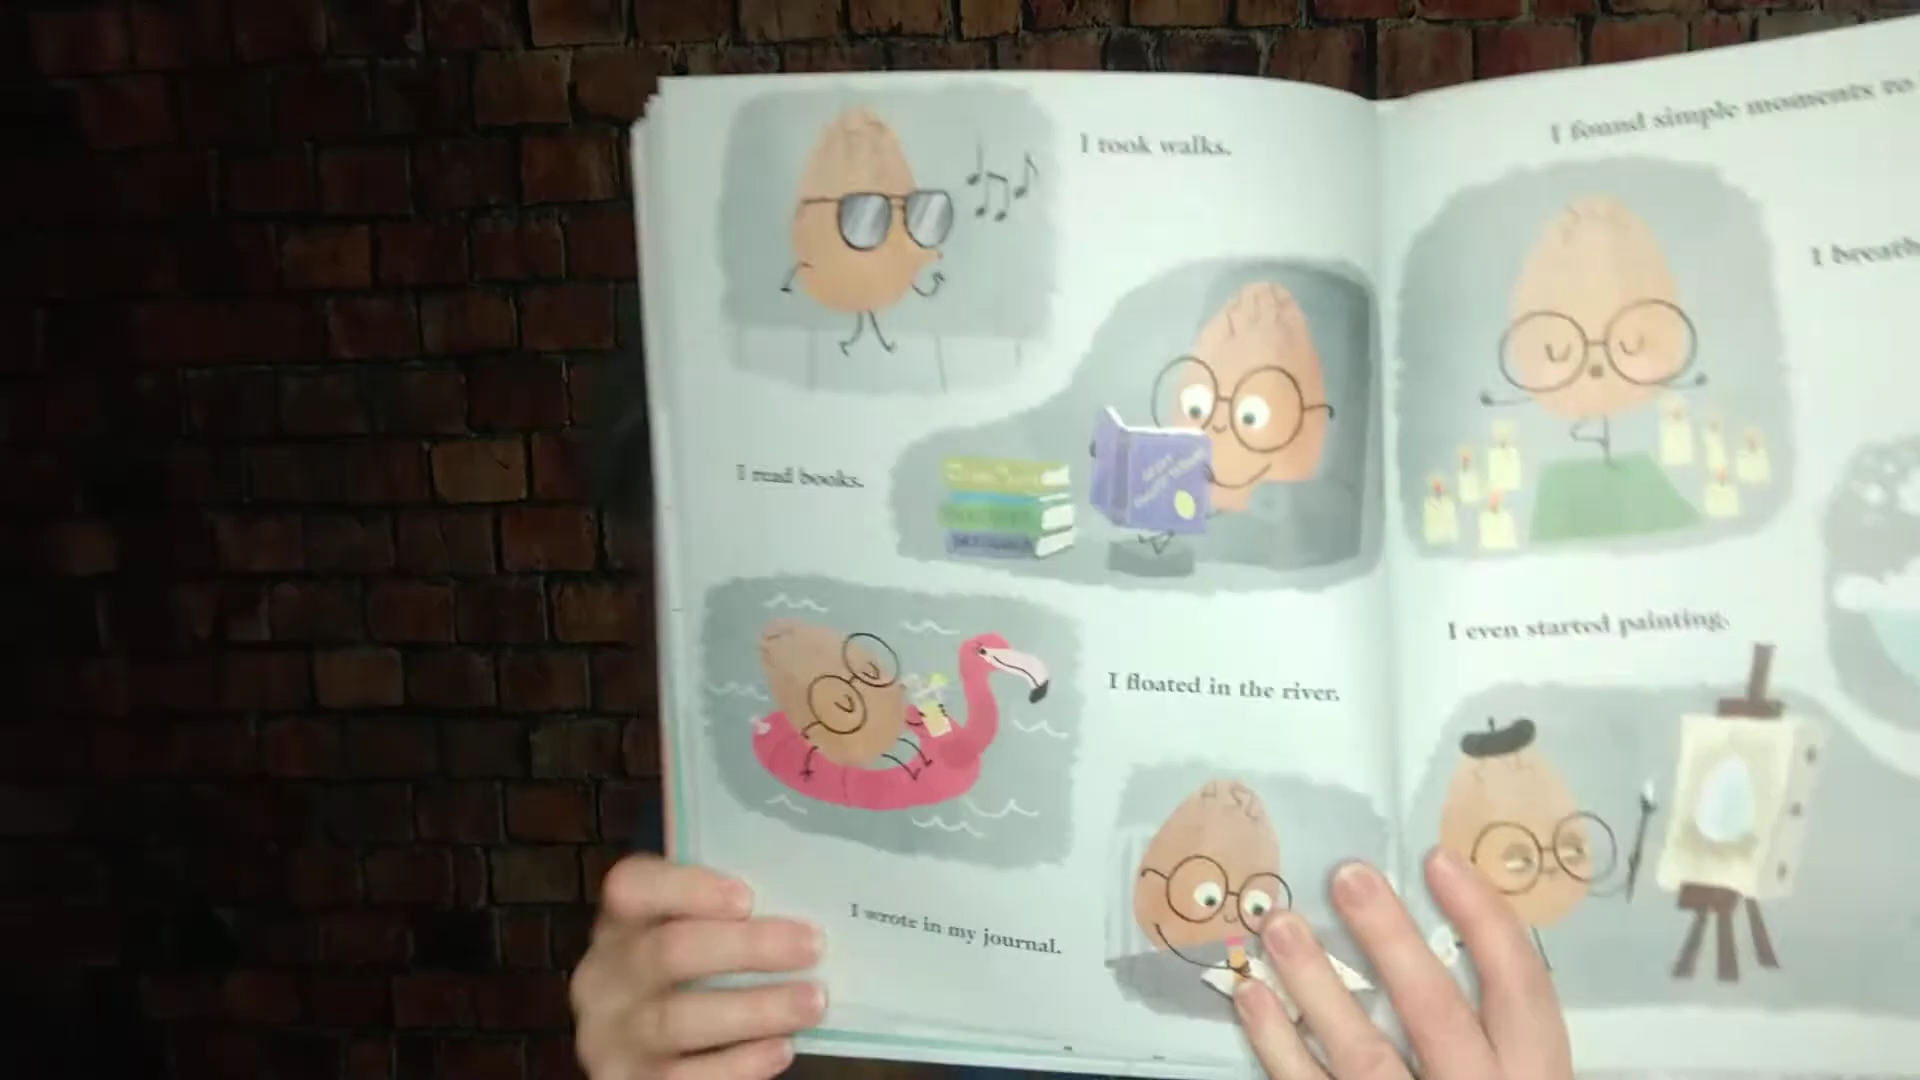 I took walks.
I read books.
I floated in the river.
I wrote in my journal.
I found simple moments to
I even started painting.